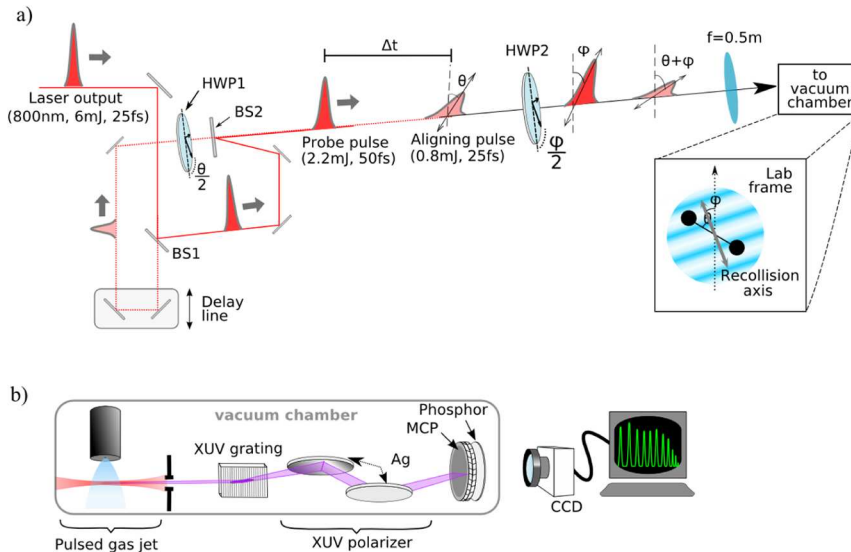 a)
Laser output
(800nm, 6mJ, 25fs)
HWP1
θ/2
BS2
BS1
Delay
line
Δt
Probe pulse
(2.2mJ, 50fs)
θ
Aligning pulse
(0.8mJ, 25fs)
HWP2
φ/2
φ
θ+φ
f=0.5m
to
vacuum
chamber
Lab
frame
φ
θ
Recollision
axis
b)
vacuum chamber
XUV grating
Ag
MCP
Phosphor
CCD
Pulsed gas jet
XUV polarizer